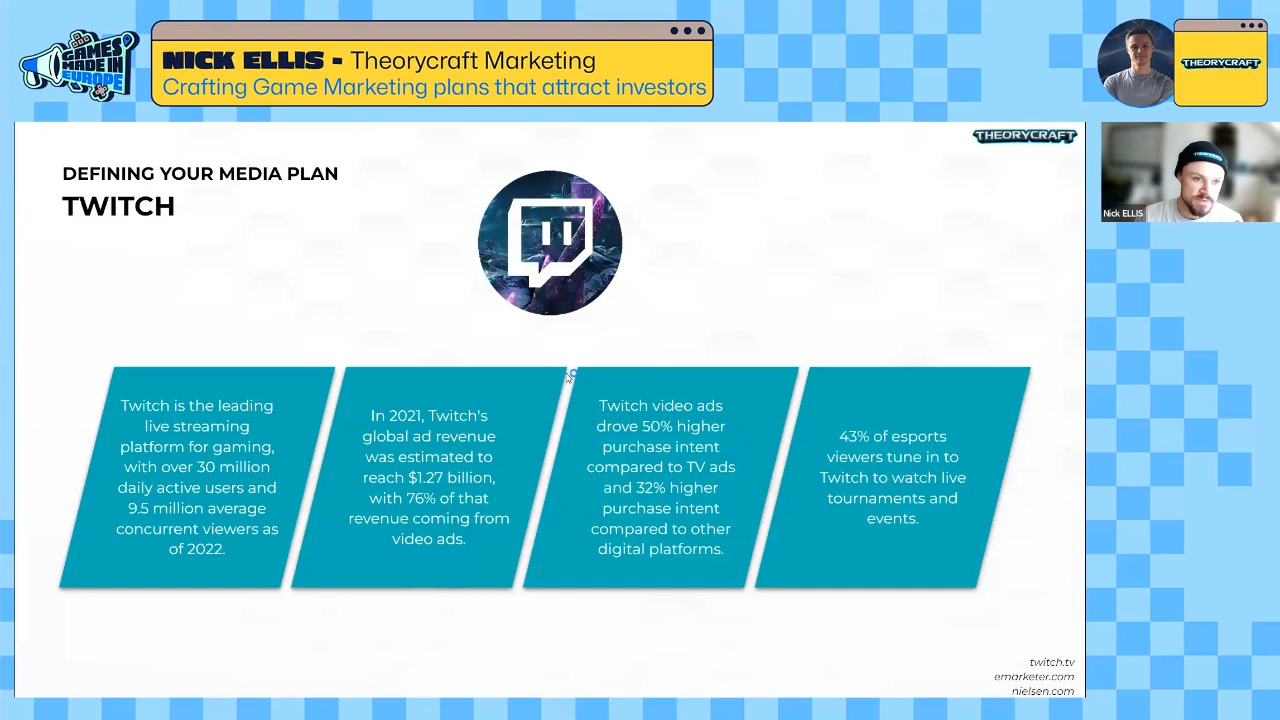 GAMES
MADE IN
EUROPE
NICK ELLIS - Theorycraft Marketing
Crafting Game Marketing plans that attract investors
THEORYCRAFT
THEORYCRAFT
DEFINING YOUR MEDIA PLAN
TWITCH
THEORYCRAFT
Nick ELLIS
Twitch is the leading
live streaming
platform for gaming,
with over 30 million
daily active users and
9.5 million average
concurrent viewers as
of 2022.
In 2021, Twitch's
global ad revenue
was estimated to
reach $1.27 billion,
with 76% of that
revenue coming from
video ads.
Twitch video ads
drove 50% higher
purchase intent
compared to TV ads
and 32% higher
purchase intent
compared to other
digital platforms.
43% of esports
viewers tune in to
Twitch to watch live
tournaments and
events.
twitch.tv
emarketer.com
nielsen.com